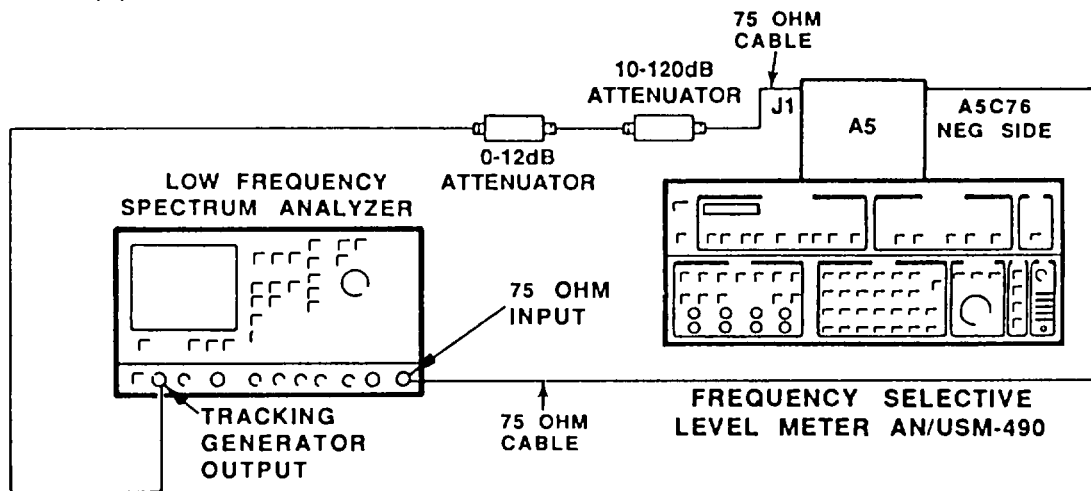 75 OHM
CABLE
10-120dB
ATTENUATOR
J1
A5
A5C76
NEG SIDE
0-12dB
ATTENUATOR
LOW FREQUENCY
SPECTRUM ANALYZER
75 OHM
INPUT
TRACKING
GENERATOR
OUTPUT
75 OHM
CABLE
FREQUENCY SELECTIVE
LEVEL METER AN/USM-490